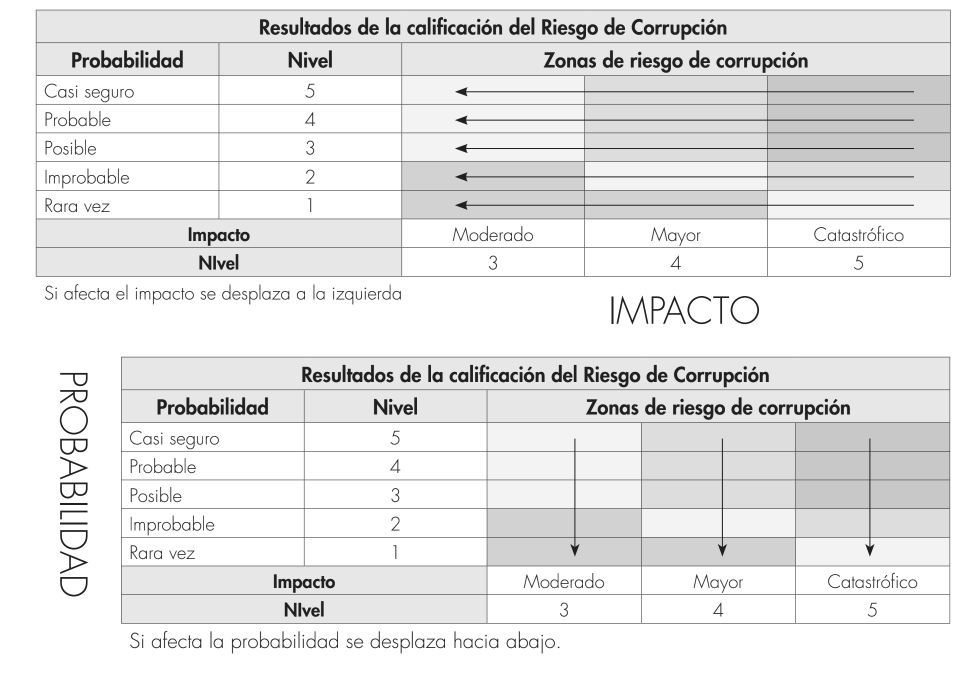 Resultados de la calificación del Riesgo de Corrupción
Probabilidad Nivel Zonas de riesgo de corrupción
Casi seguro 5
Probable 4
Posible 3
Improbable 2
Rara vez 1
Impacto Moderado Mayor Catastrófico
NIvel 3 4 5
Si afecta el impacto se desplaza a la izquierda
IMPACTO
PROBABILIDAD
Resultados de la calificación del Riesgo de Corrupción
Probabilidad Nivel Zonas de riesgo de corrupción
Casi seguro 5
Probable 4
Posible 3
Improbable 2
Rara vez 1
Impacto Moderado Mayor Catastrófico
NIvel 3 4 5
Si afecta la probabilidad se desplaza hacia abajo.